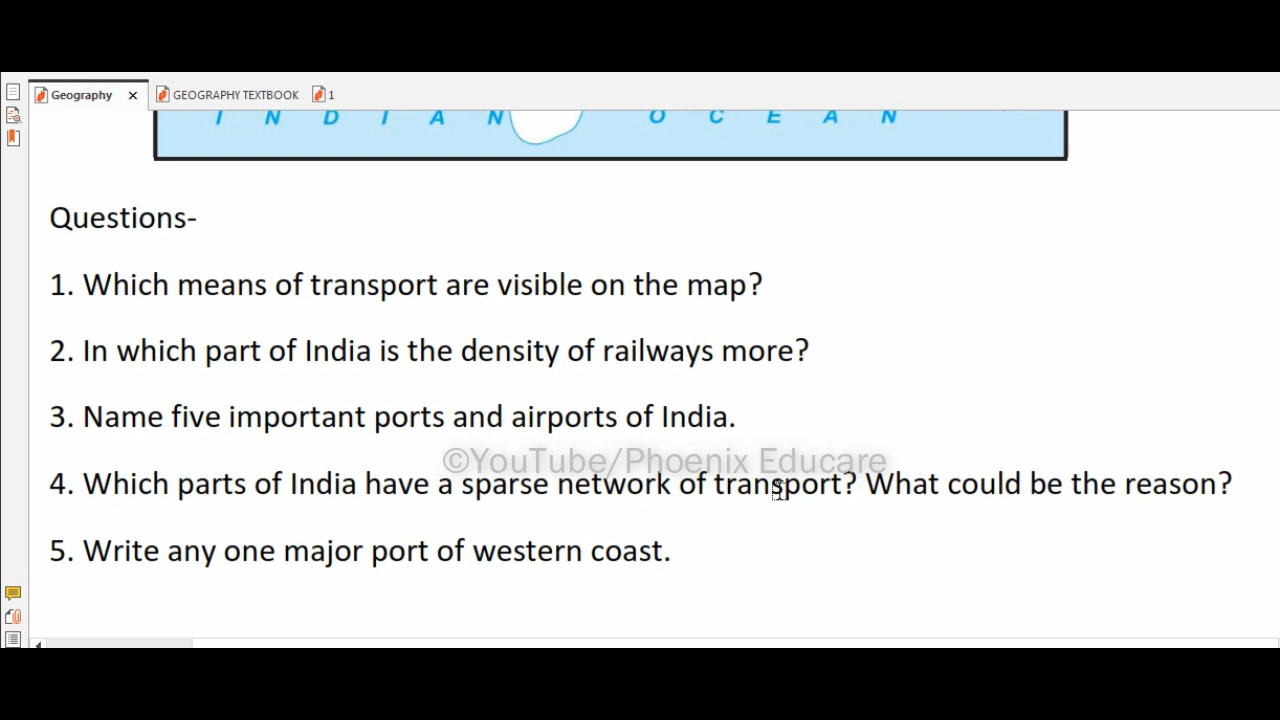 Geography
GEOGRAPHY TEXTBOOK
1
I N D I A N O C E A N
Questions-
1. Which means of transport are visible on the map?
2. In which part of India is the density of railways more?
3. Name five important ports and airports of India.
©YouTube/Phoenix Educare
4. Which parts of India have a sparse network of transport? What could be the reason?
5. Write any one major port of western coast.